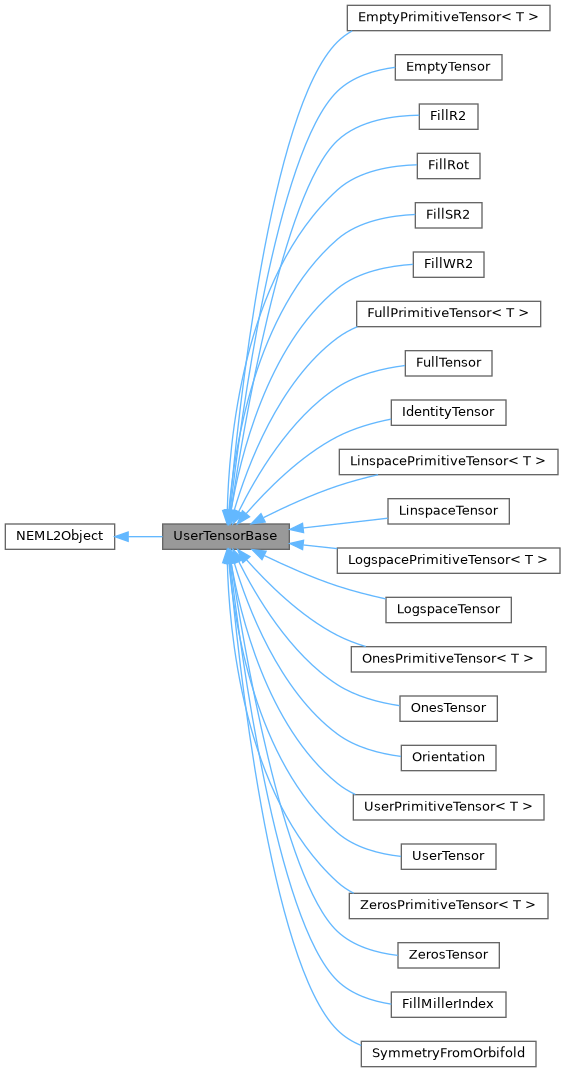 EmptyPrimitiveTensor< T >
EmptyTensor
FillR2
FillRot
FillSR2
FillWR2
FullPrimitiveTensor< T >
FullTensor
IdentityTensor
LinspacePrimitiveTensor< T >
LinspaceTensor
NEML2Object
UserTensorBase
LogspacePrimitiveTensor< T >
LogspaceTensor
OnesPrimitiveTensor< T >
OnesTensor
Orientation
UserPrimitiveTensor< T >
UserTensor
ZerosPrimitiveTensor< T >
ZerosTensor
FillMillerIndex
SymmetryFromOrbifold